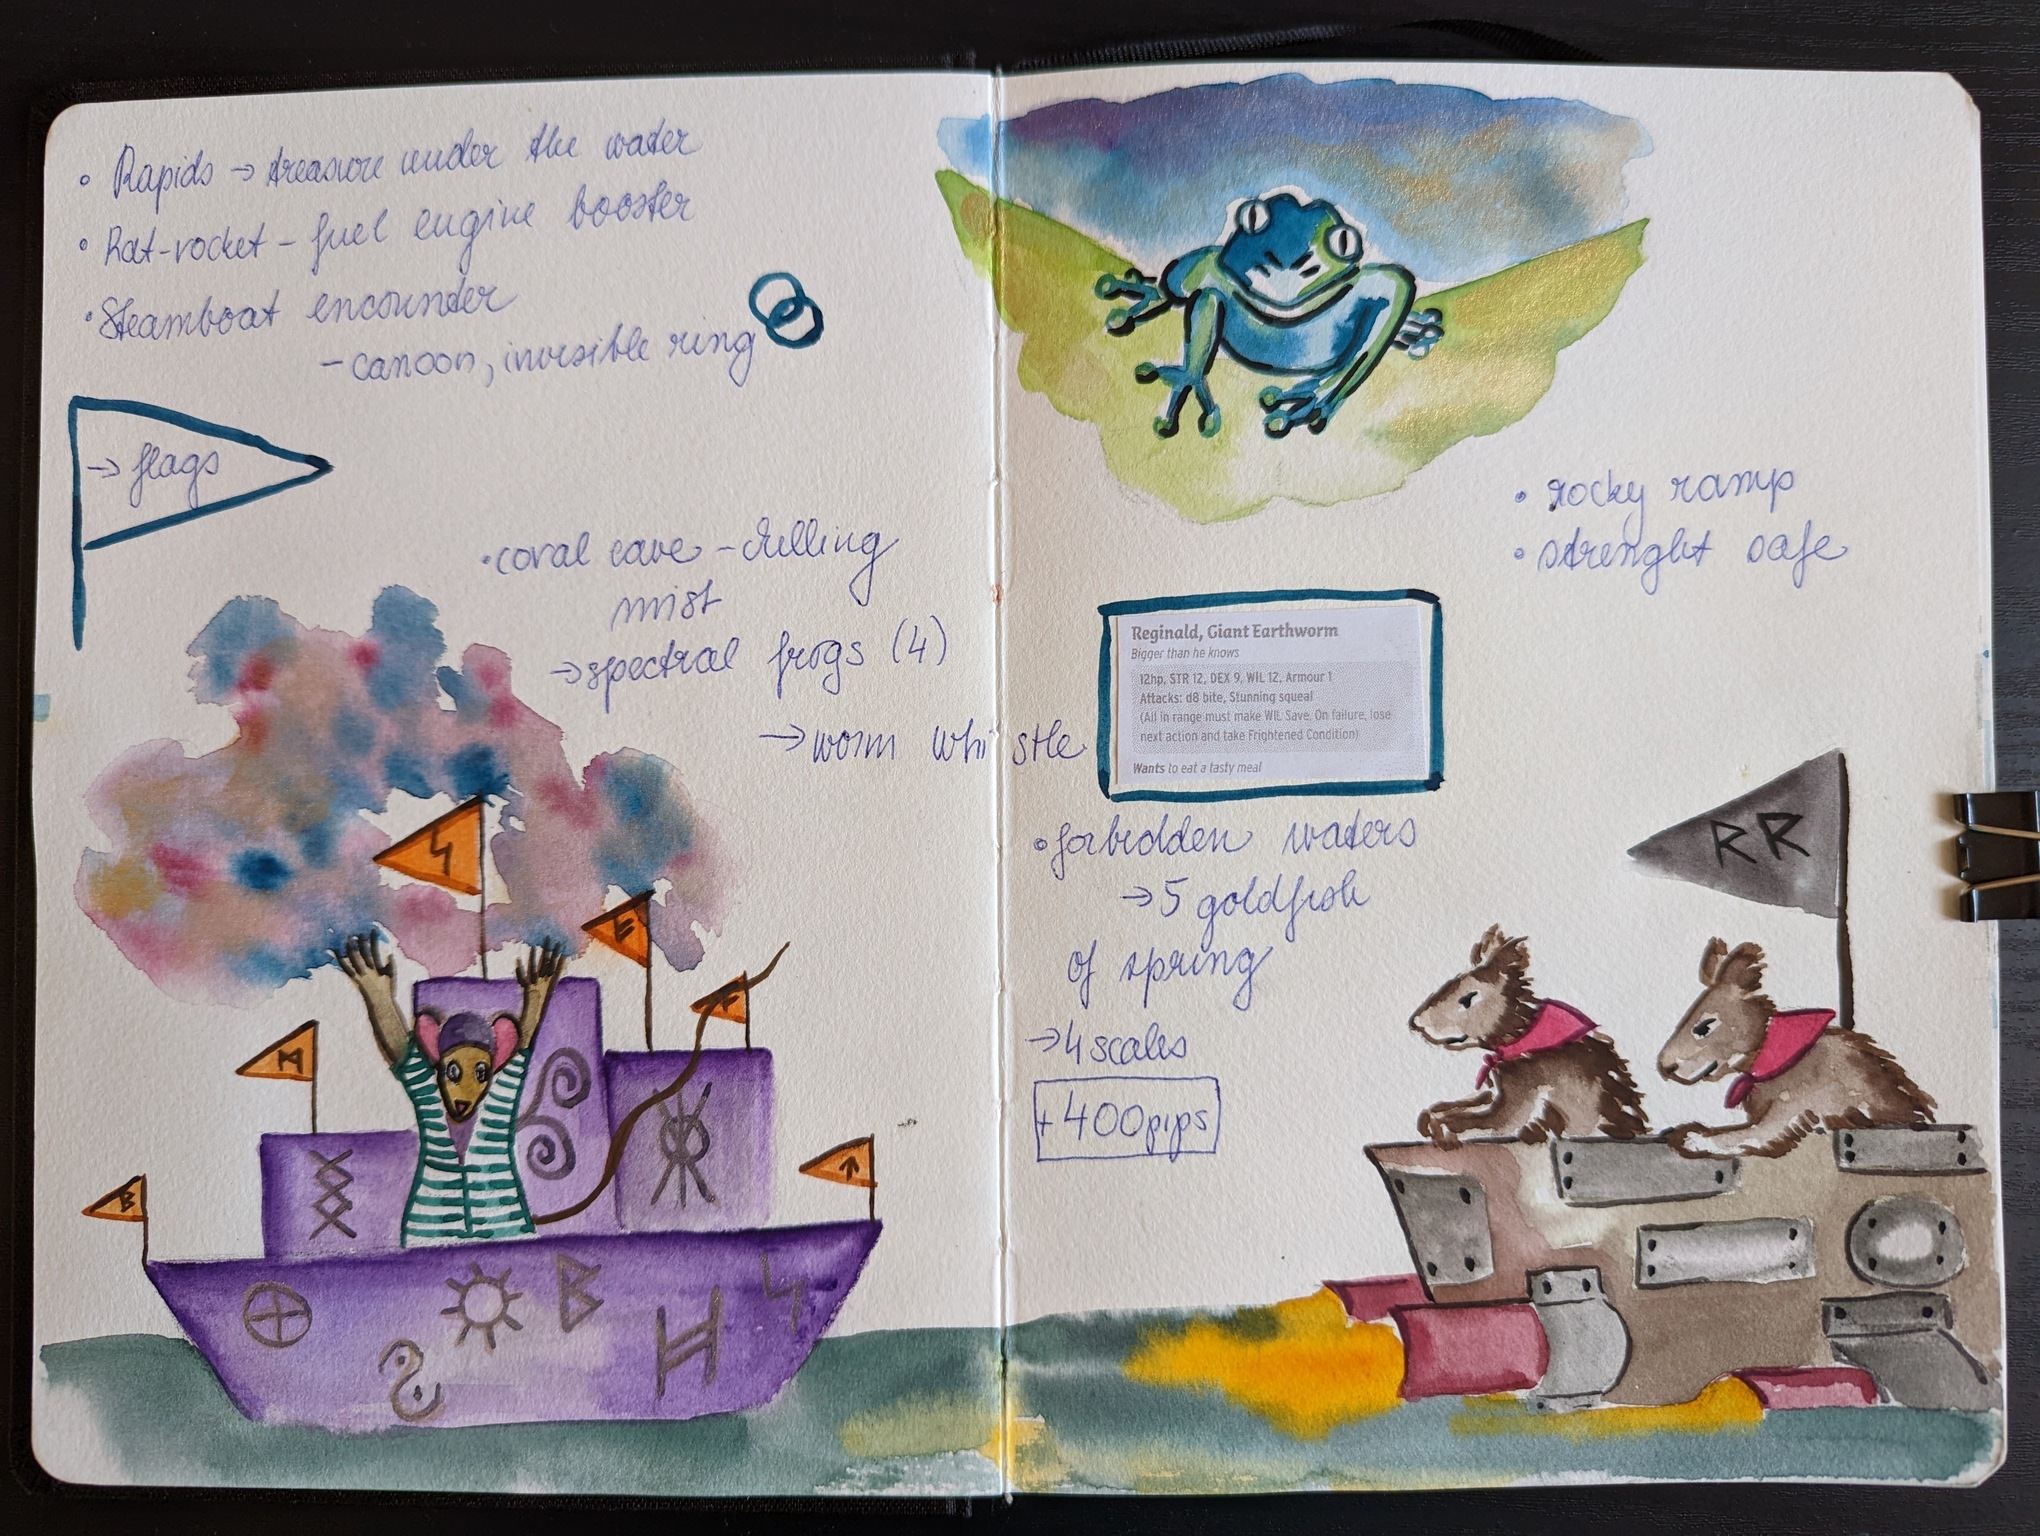 • Rapids → treasure under the water
• Rat-rocket – fuel engine booster
• Steamboat encounter
– canoon, invisible ring
→ flags
• coral cave – chilling
mist
→ spectral frogs (4)
→ worm whistle
• rocky ramp
• strenght safe
Reginald, Giant Earthworm
Bigger than he knows
12hp, STR 12, DEX 9, WIL 12, Armour 1
Attacks: d8 bite, Stunning squeal
(All in range must make WIL Save. On failure, lose
next action and take Frightened Condition)
Wants to eat a tasty meal
• forbidden waters
→ 5 goldfish
of spring
→ 4 scales
+ 400pips
RR